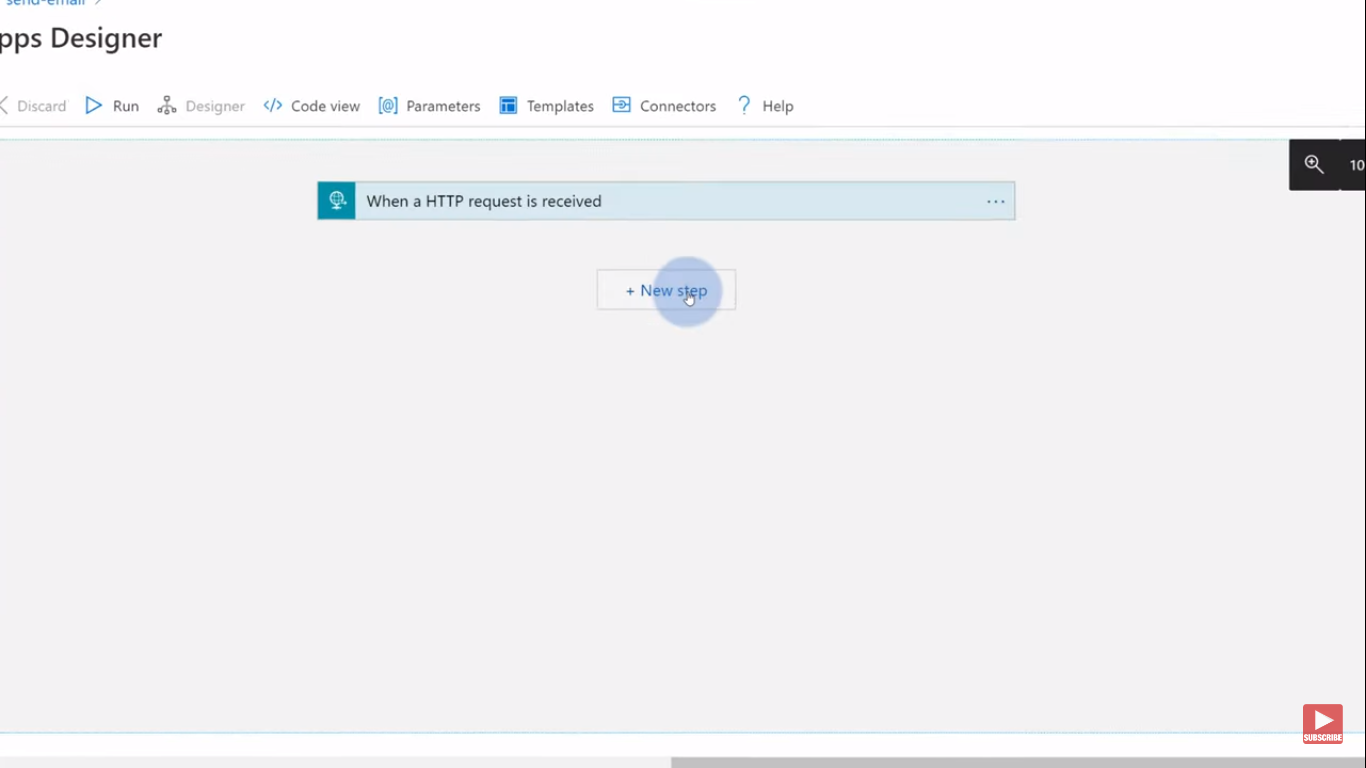 send-email
pps Designer
Discard Run Designer Code view Parameters Templates Connectors Help
10
When a HTTP request is received
+ New step
SUBSCRIBE